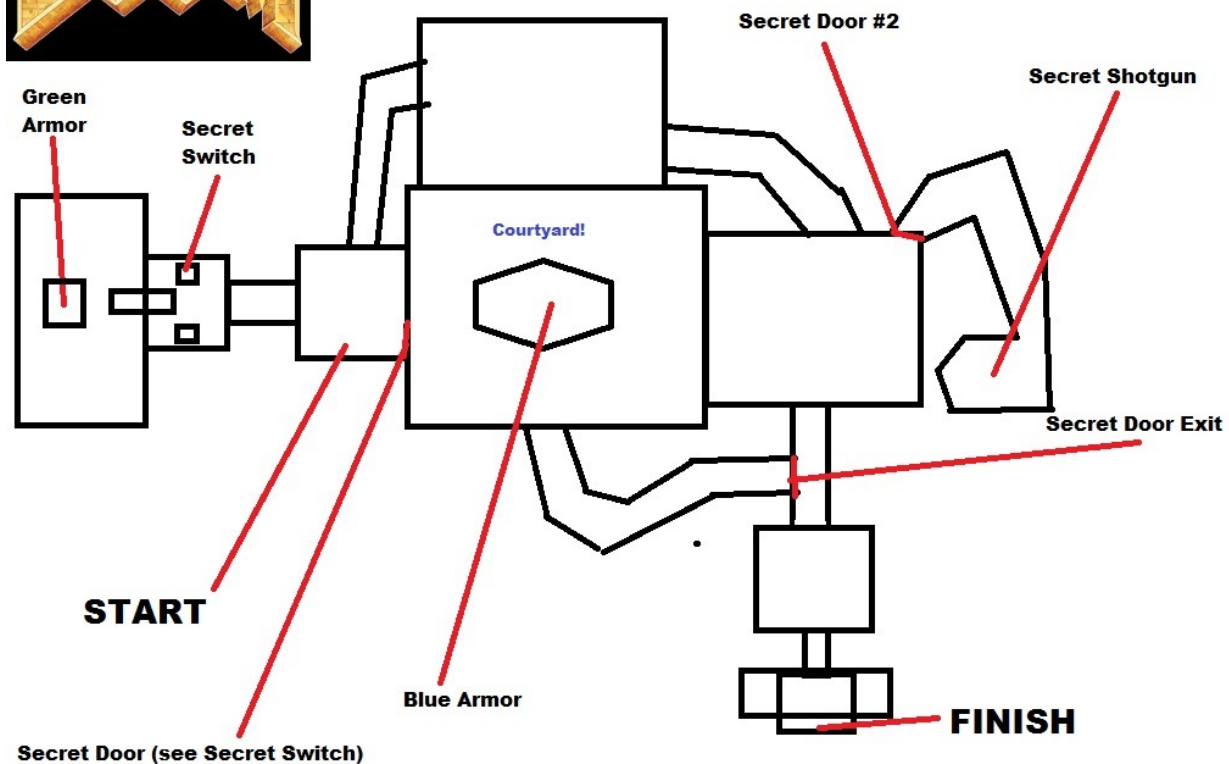 Secret Door #2
Secret Shotgun
Green
Armor
Secret
Switch
Courtyard!
Secret Door Exit
START
Blue Armor
FINISH
Secret Door (see Secret Switch)